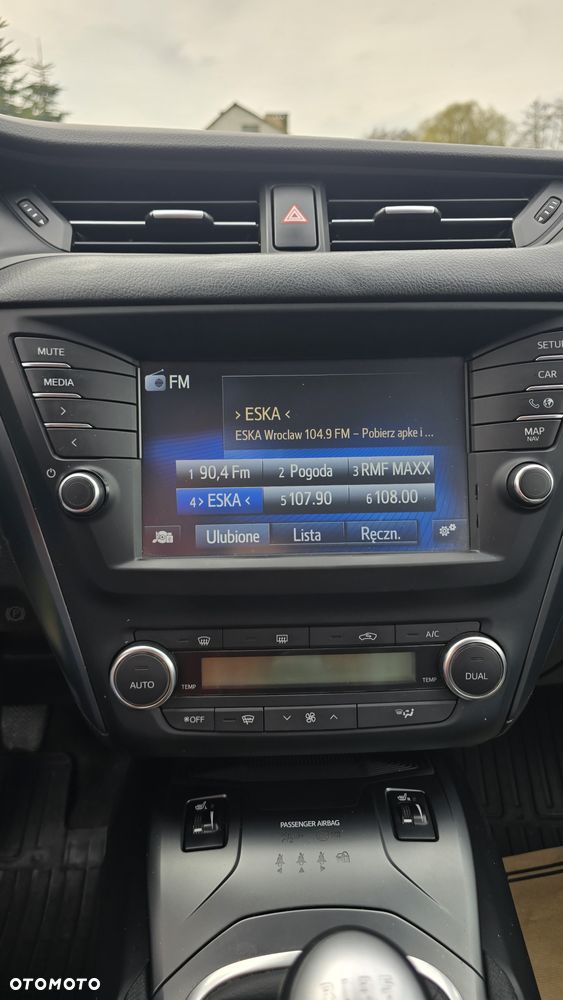 MUTE
MEDIA
>
<
FM
> ESKA <
ESKA Wroclaw 104.9 FM – Pobierz apke i ...
1 90,4 Fm 2 Pogoda 3 RMF MAXX
4 > ESKA < 5 107.90 6 108.00
Ulubione Lista Ręczn.
SETUP
CAR
MAP
NAV
A/C
AUTO TEMP TEMP DUAL
OFF
PASSENGER AIRBAG
OTOMOTO